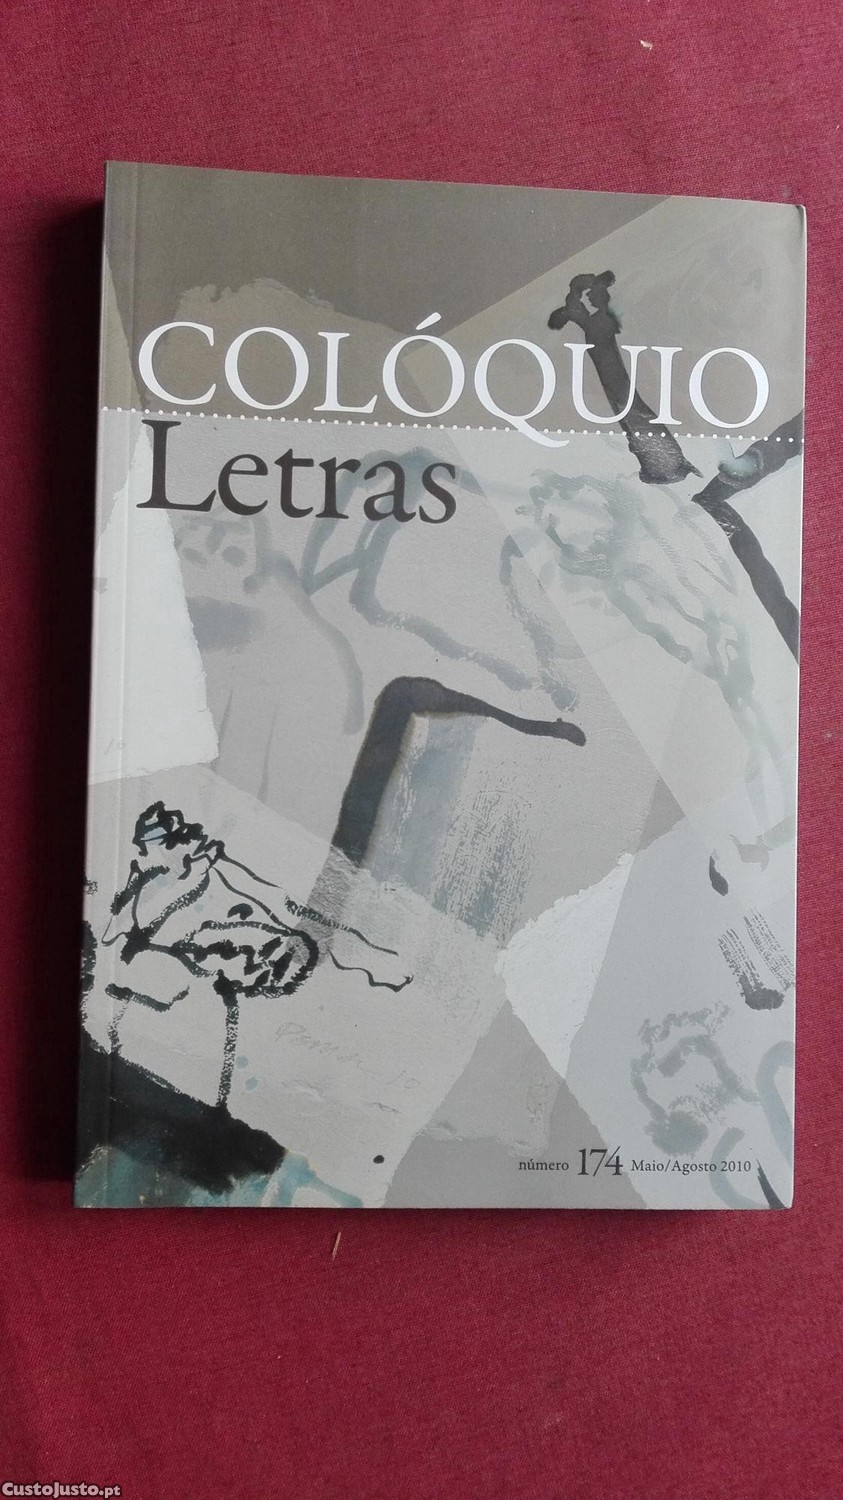 COLÓQUIO
Letras
número 174 Maio/Agosto 2010
CustoJusto.pt